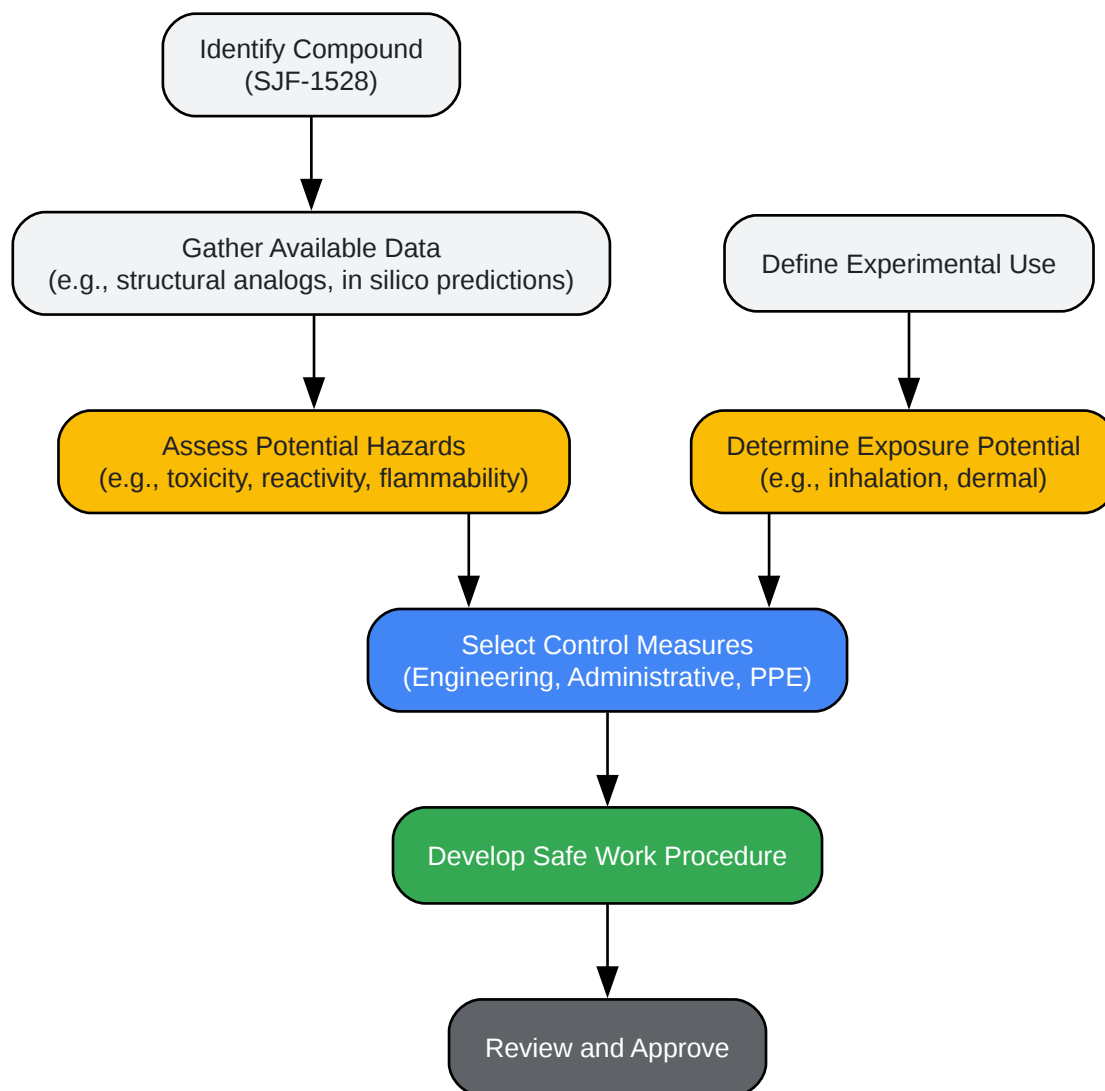 Identify Compound
(SJF-1528)
Gather Available Data
(e.g., structural analogs, in silico predictions)
Define Experimental Use
Assess Potential Hazards
(e.g., toxicity, reactivity, flammability)
Determine Exposure Potential
(e.g., inhalation, dermal)
Select Control Measures
(Engineering, Administrative, PPE)
Develop Safe Work Procedure
Review and Approve